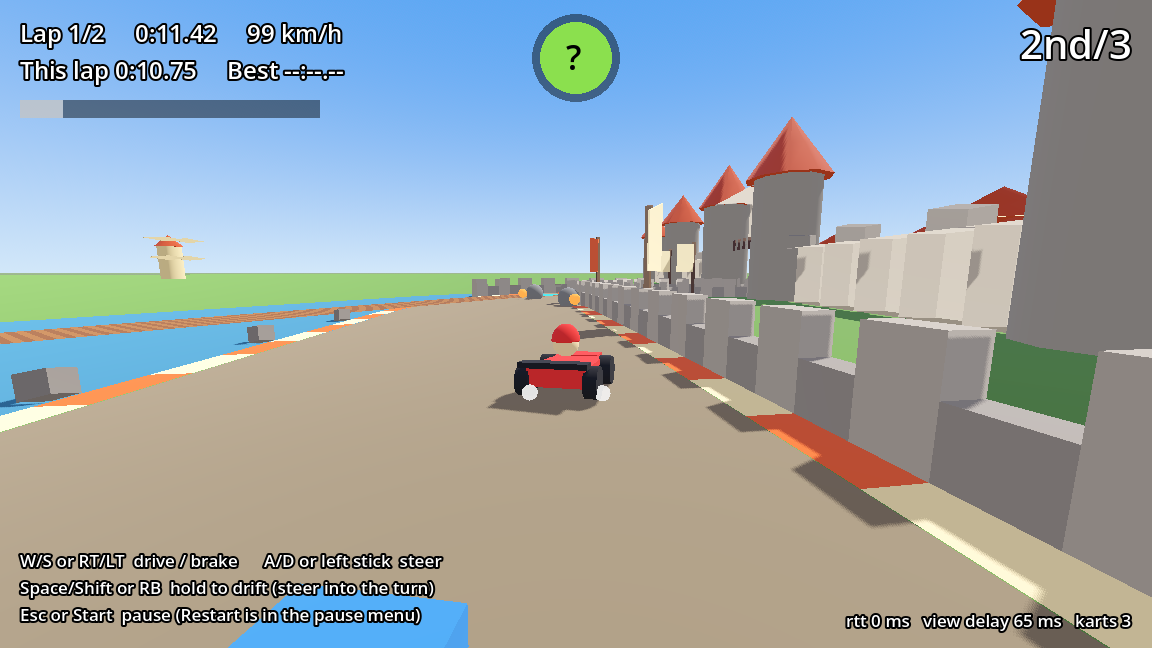 Lap 1/2 0:11.42 99 km/h
This lap 0:10.75 Best --:--.--
?
2nd/3
W/S or RT/LT drive / brake A/D or left stick steer
Space/Shift or RB hold to drift (steer into the turn)
Esc or Start pause (Restart is in the pause menu)
rtt 0 ms view delay 65 ms karts 3